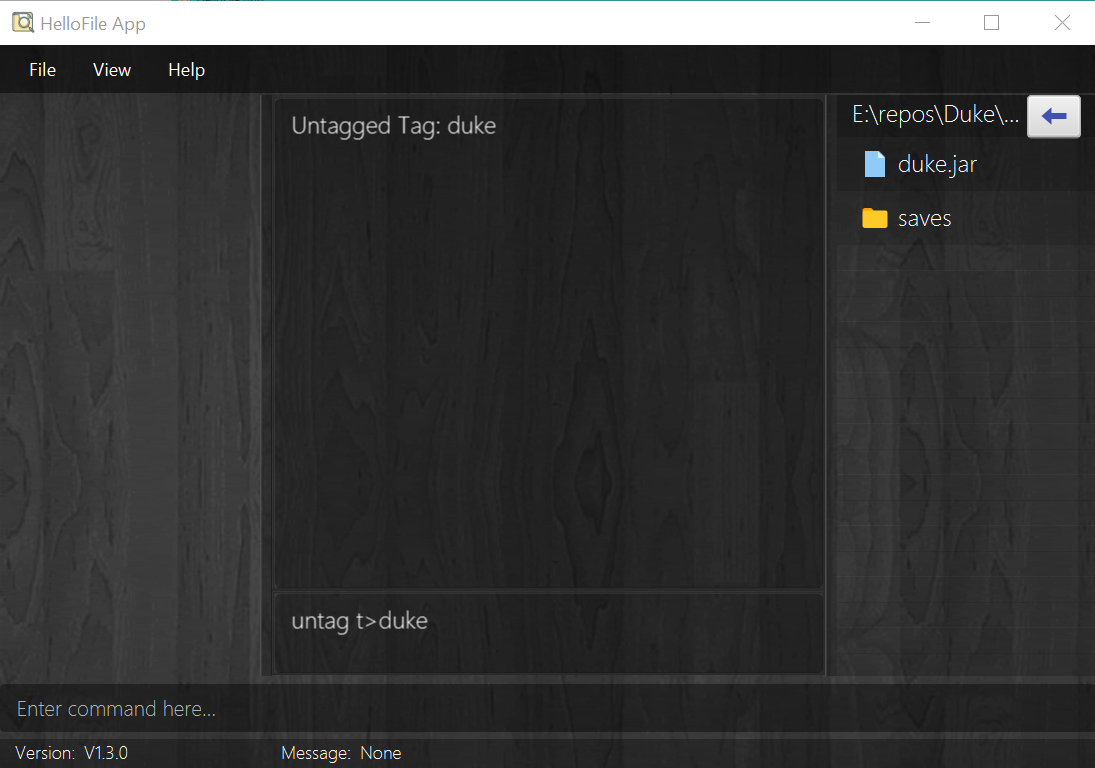 HelloFile App
File View Help
Untagged Tag: duke
E:\repos\Duke\...
duke.jar
saves
untag t>duke
Enter command here...
Version: V1.3.0 Message: None